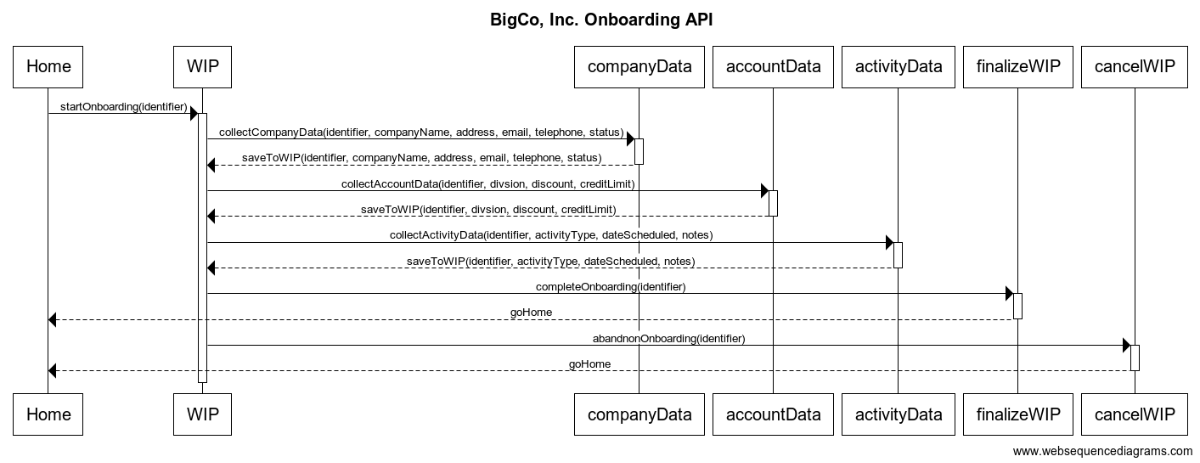 BigCo, Inc. Onboarding API
Home WIP companyData accountData activityData finalizeWIP cancelWIP
startOnboarding(identifier)
collectCompanyData(identifier, companyName, address, email, telephone, status)
saveToWIP(identifier, companyName, address, email, telephone, status)
collectAccountData(identifier, divsion, discount, creditLimit)
saveToWIP(identifier, divsion, discount, creditLimit)
collectActivityData(identifier, activityType, dateScheduled, notes)
saveToWIP(identifier, activityType, dateScheduled, notes)
completeOnboarding(identifier)
goHome
abandnonOnboarding(identifier)
goHome
Home WIP companyData accountData activityData finalizeWIP cancelWIP
www.websequencediagrams.com